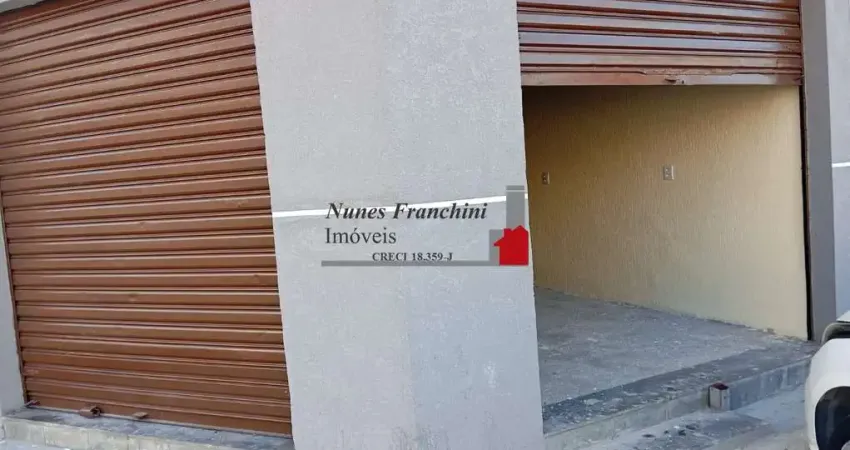 Nunes Franchini
Imóveis
CRECI 18.359-J